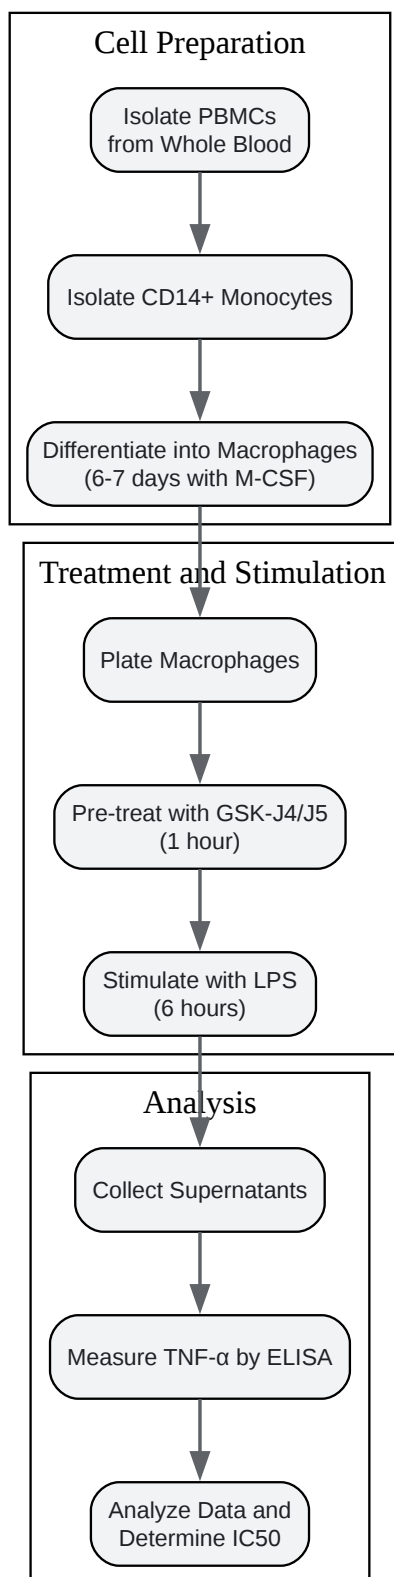 Cell Preparation
Isolate PBMCs
from Whole Blood
Isolate CD14+ Monocytes
Differentiate into Macrophages
(6-7 days with M-CSF)
Treatment and Stimulation
Plate Macrophages
Pre-treat with GSK-J4/J5
(1 hour)
Stimulate with LPS
(6 hours)
Analysis
Collect Supernatants
Measure TNF-α by ELISA
Analyze Data and
Determine IC50